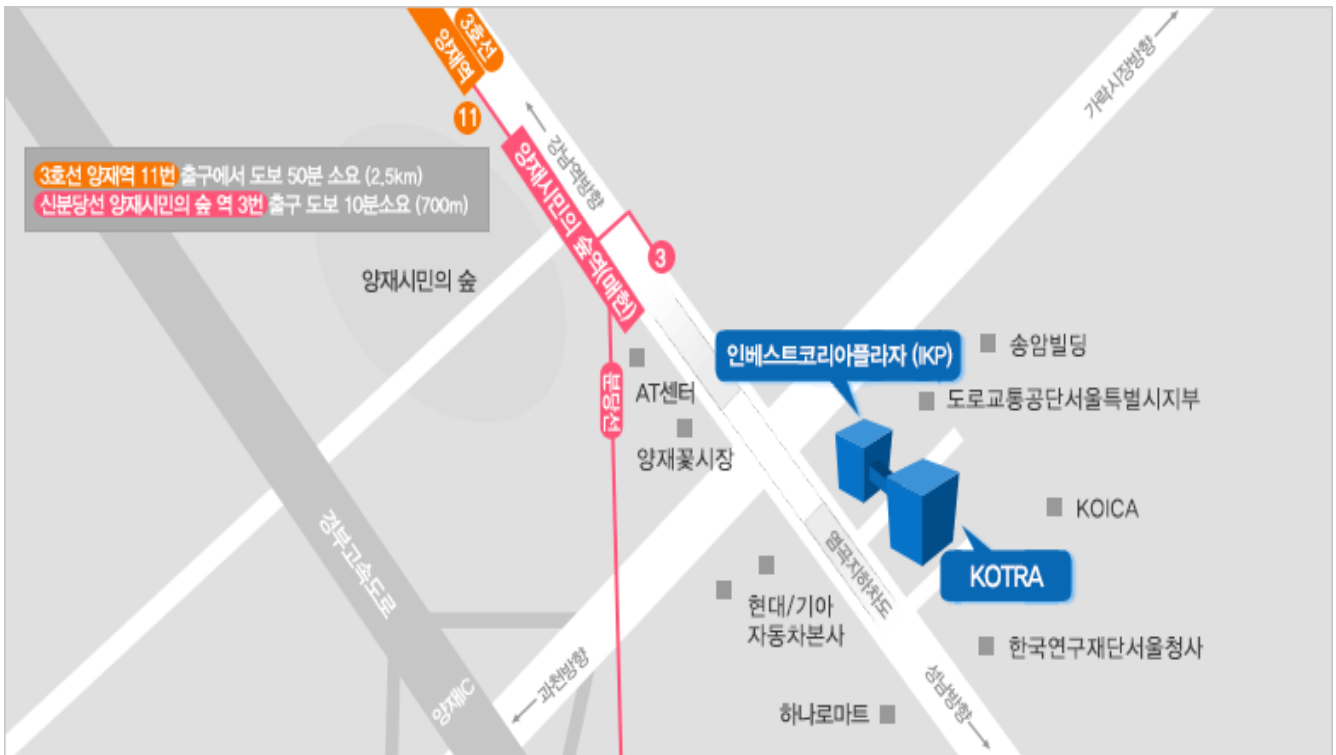 3호선
양재역
11
강남역방향
가락시장방향
3호선 양재역 11번 출구에서 도보 50분 소요 (2.5km)
신분당선 양재시민의 숲 역 3번 출구 도보 10분소요 (700m)
양재시민의 숲역(매헌)
3
양재시민의 숲
인베스트코리아플라자 (IKP)
송암빌딩
AT센터
도로교통공단서울특별시지부
분당선
양재꽃시장
KOICA
경부고속도로
염곡지하차도
KOTRA
현대/기아
자동차본사
한국연구재단서울청사
과천방향
성남방향
양재IC
하나로마트